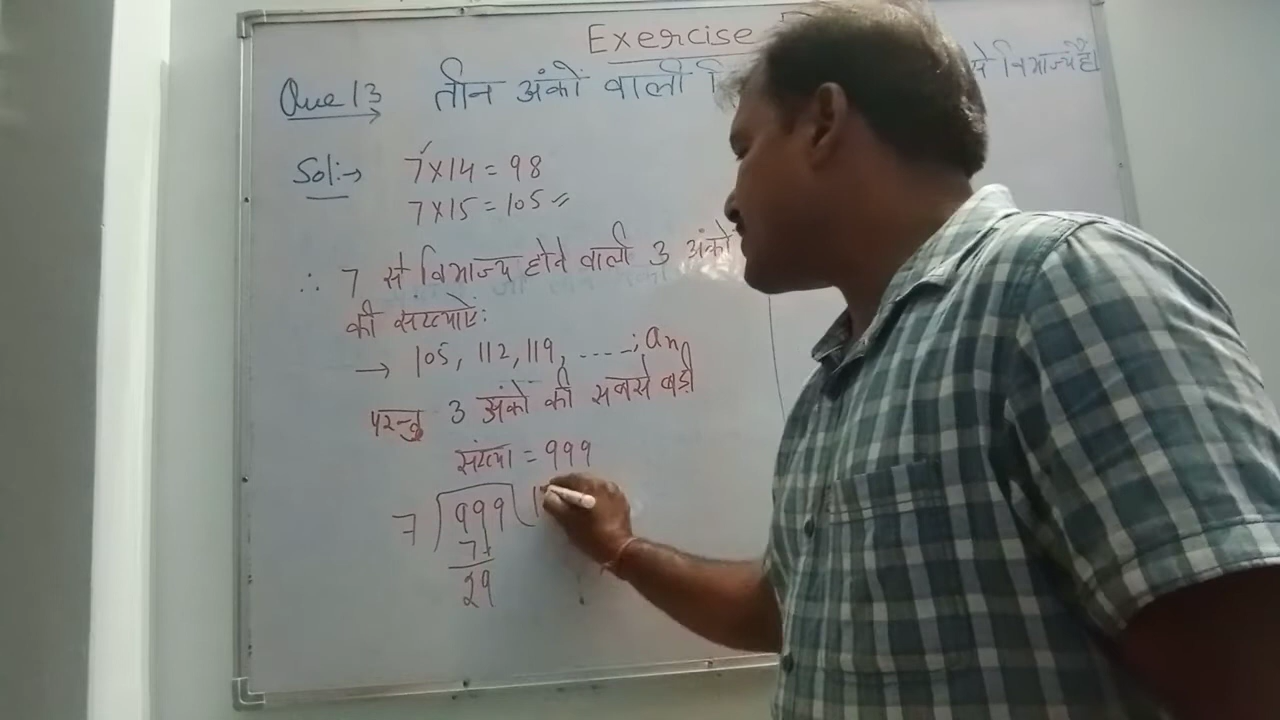 Exercise
Que 13 तीन अंकों वाली से विभाज्य हैं।
Sol:→ 7×14=98
7×15=105
∴ 7 से विभाज्य होने वाली 3 अंकों
की संख्याएं:
→ 105, 112, 119, -----; an
परन्तु 3 अंकों की सबसे बड़ी
संख्या = 999
7 999 1
7
29